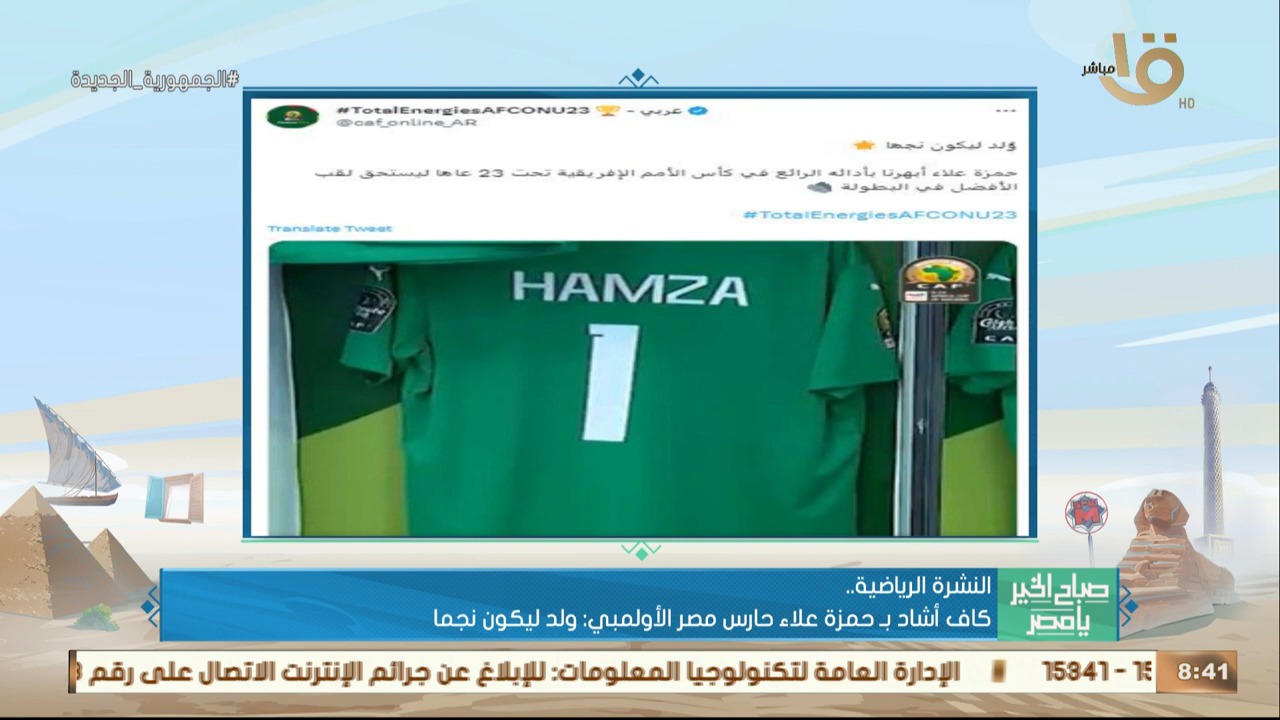 #الجمهورية_الجديدة
مباشر
HD
#TotalEnergiesAFCONU23 🏆 - عربي
@caf_online_AR
وُلد ليكون نجما 🌟
حمزة علاء أبهرنا بأدائه الرائع في كأس الأمم الإفريقية تحت 23 عاما ليستحق لقب
الأفضل في البطولة
#TotalEnergiesAFCONU23
Translate Tweet
HAMZA
1
CAF
صباح الخير
يا مصر
النشرة الرياضية..
كاف أشاد بـ حمزة علاء حارس مصر الأولمبي: ولد ليكون نجما
15841 - 15
الإدارة العامة لتكنولوجيا المعلومات: للإبلاغ عن جرائم الإنترنت الاتصال على رقم
8:41